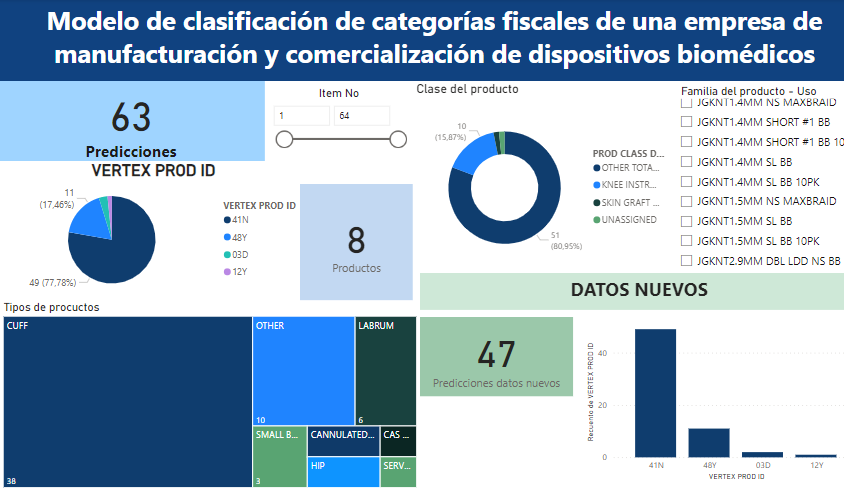 Modelo de clasificación de categorías fiscales de una empresa de
manufacturación y comercialización de dispositivos biomédicos
63
Predicciones
Item No
1
64
Clase del producto
10
(15,87%)
51
(80,95%)
PROD CLASS D...
OTHER TOTA...
KNEE INSTR...
SKIN GRAFT ...
UNASSIGNED
Familia del producto - Uso
JGKNT1.4MM NS MAXBRAID
JGKNT1.4MM SHORT #1 BB
JGKNT1.4MM SHORT #1 BB 10
JGKNT1.4MM SL BB
JGKNT1.4MM SL BB 10PK
JGKNT1.5MM NS MAXBRAID
JGKNT1.5MM SL BB
JGKNT1.5MM SL BB 10PK
JGKNT2.9MM DBL LDD NS BB
VERTEX PROD ID
11
(17,46%)
49 (77,78%)
VERTEX PROD ID
41N
48Y
03D
12Y
8
Productos
DATOS NUEVOS
Tipos de procuctos
CUFF
38
OTHER
10
LABRUM
6
SMALL B...
3
CANNULATED...
CAS ...
HIP
SERV...
47
Predicciones datos nuevos
Recuento de VERTEX PROD ID
40
20
0
41N
48Y
03D
12Y
VERTEX PROD ID